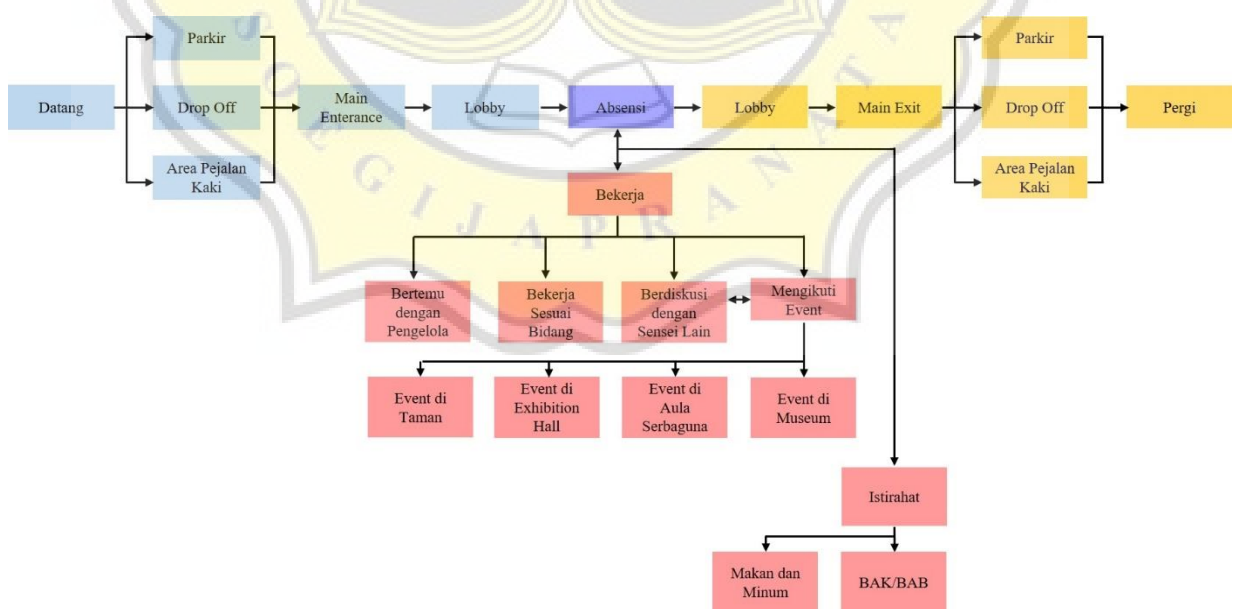 Parkir
Parkir
Datang
Drop Off
Main
Enterance
Lobby
Absensi
Lobby
Main Exit
Drop Off
Pergi
Area Pejalan
Kaki
Area Pejalan
Kaki
Bekerja
SOEGIJAPRANATA
Bertemu
dengan
Pengelola
Bekerja
Sesuai
Bidang
Berdiskusi
dengan
Sensei Lain
Mengikuti
Event
Event di
Taman
Event di
Exhibition
Hall
Event di
Aula
Serbaguna
Event di
Museum
Istirahat
Makan dan
Minum
BAK/BAB